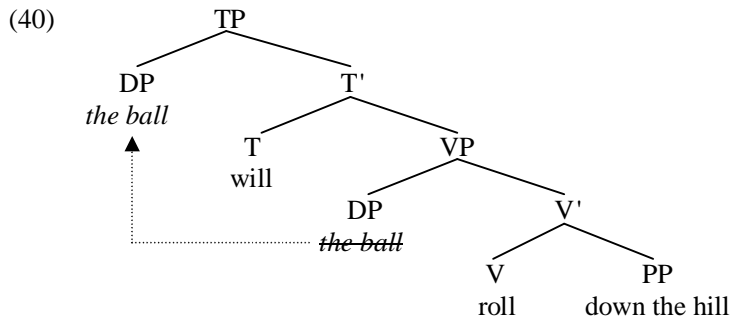 (40)
TP
DP T'
the ball
T VP
will
DP V'
the ball
V PP
roll down the hill